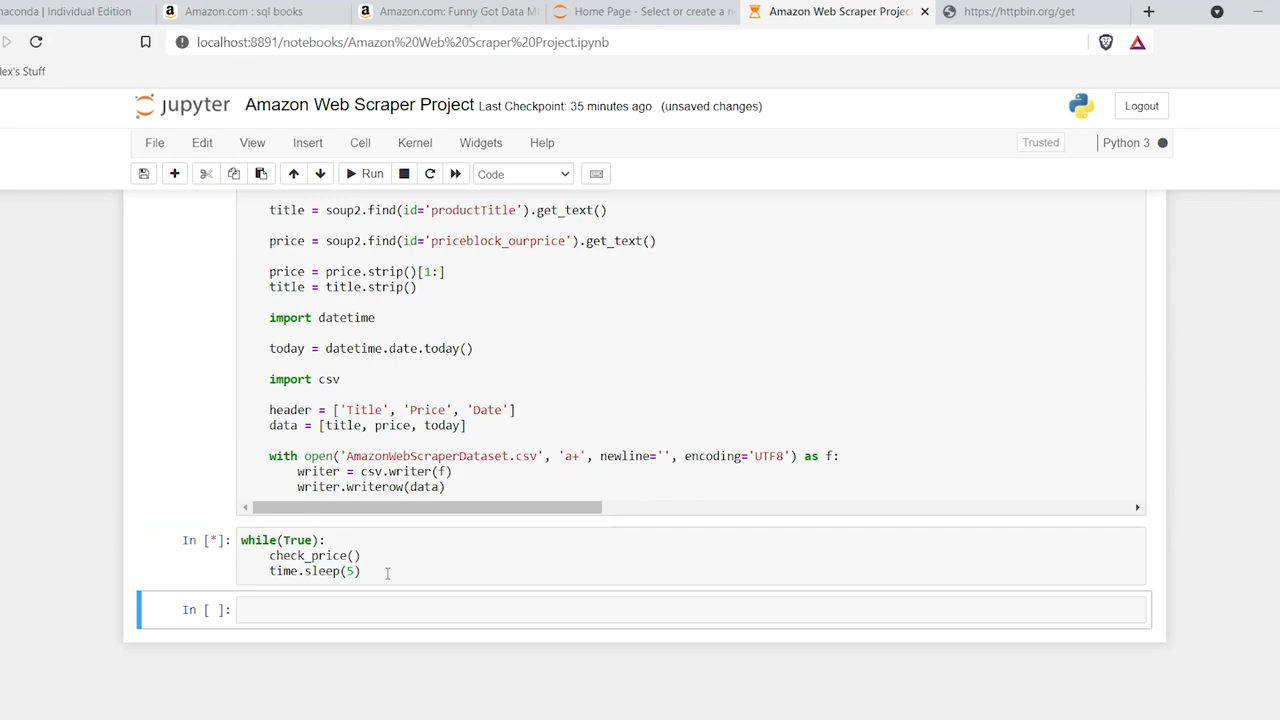 naconda | Individual Edition
Amazon.com : sql books
Amazon.com: Funny Got Data M
Home Page - Select or create a n
Amazon Web Scraper Project
https://httpbin.org/get
localhost:8891/notebooks/Amazon%20Web%20Scraper%20Project.ipynb
lex's Stuff
jupyter Amazon Web Scraper Project Last Checkpoint: 35 minutes ago (unsaved changes) Logout
File Edit View Insert Cell Kernel Widgets Help Trusted Python 3
Run Code
title = soup2.find(id='productTitle').get_text()
price = soup2.find(id='priceblock_ourprice').get_text()
price = price.strip()[1:]
title = title.strip()
import datetime
today = datetime.date.today()
import csv
header = ['Title', 'Price', 'Date']
data = [title, price, today]
with open('AmazonWebScraperDataset.csv', 'a+', newline='', encoding='UTF8') as f:
writer = csv.writer(f)
writer.writerow(data)
In [*]: while(True):
check_price()
time.sleep(5)
In [ ]: